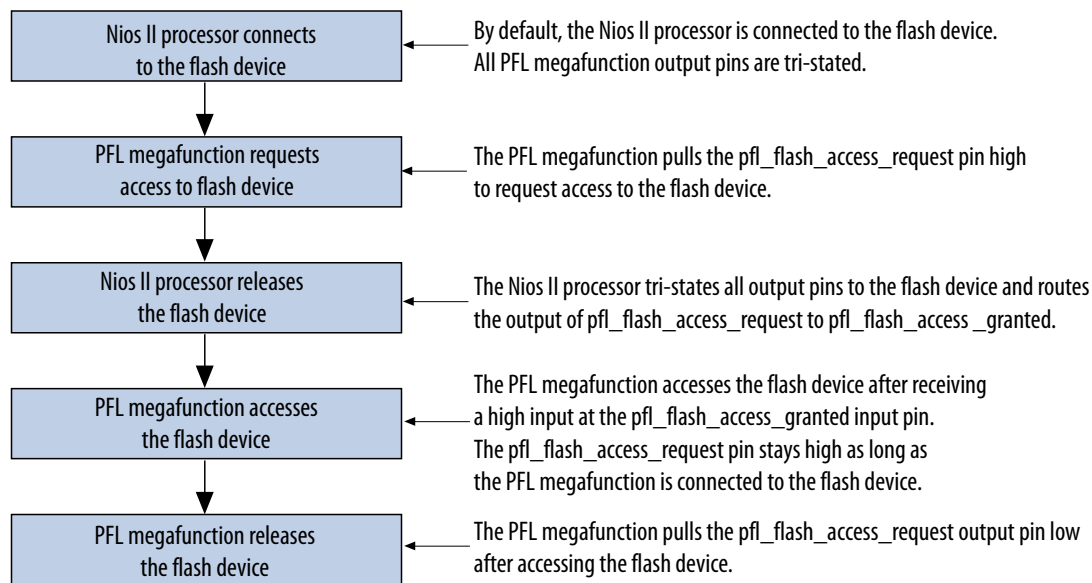 Nios II processor connects
to the flash device
By default, the Nios II processor is connected to the flash device.
All PFL megafunction output pins are tri-stated.
PFL megafunction requests
access to flash device
The PFL megafunction pulls the pfl_flash_access_request pin high
to request access to the flash device.
Nios II processor releases
the flash device
The Nios II processor tri-states all output pins to the flash device and routes
the output of pfl_flash_access_request to pfl_flash_access _granted.
PFL megafunction accesses
the flash device
The PFL megafunction accesses the flash device after receiving
a high input at the pfl_flash_access_granted input pin.
The pfl_flash_access_request pin stays high as long as
the PFL megafunction is connected to the flash device.
PFL megafunction releases
the flash device
The PFL megafunction pulls the pfl_flash_access_request output pin low
after accessing the flash device.